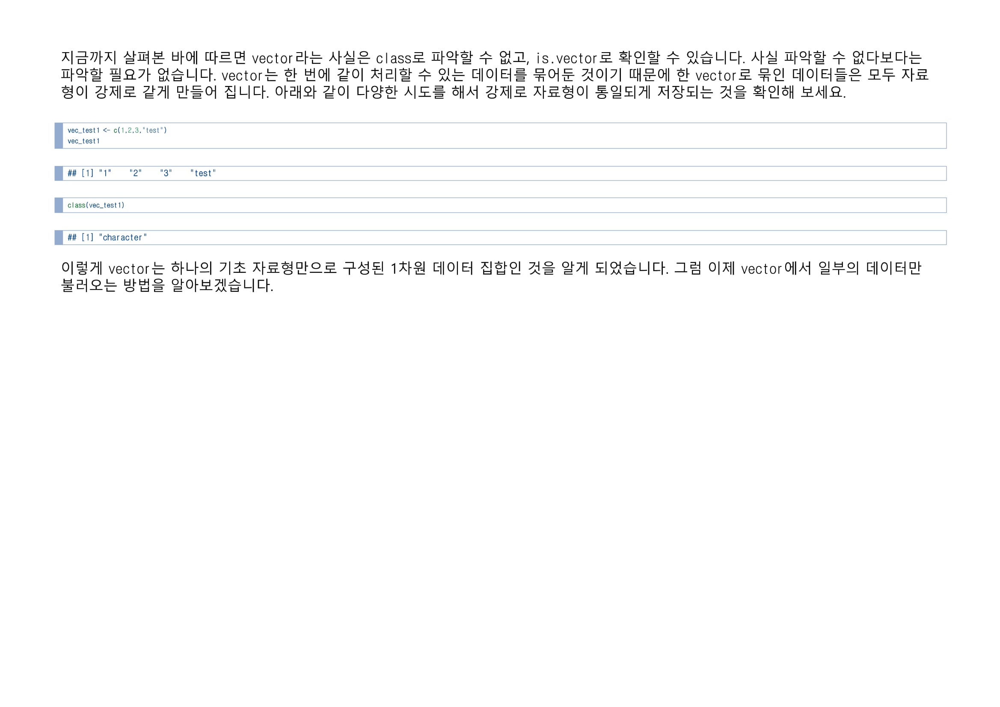 지금까지 살펴본 바에 따르면 vector라는 사실은 class로 파악할 수 없고, is.vector로 확인할 수 있습니다. 사실 파악할 수 없다보다는
파악할 필요가 없습니다. vector는 한 번에 같이 처리할 수 있는 데이터를 묶어둔 것이기 때문에 한 vector로 묶인 데이터들은 모두 자료
형이 강제로 같게 만들어 집니다. 아래와 같이 다양한 시도를 해서 강제로 자료형이 통일되게 저장되는 것을 확인해 보세요.
vec_test1 <- c(1,2,3,"test")
vec_test1
## [1] "1"    "2"    "3"    "test"
class(vec_test1)
## [1] "character"
이렇게 vector는 하나의 기초 자료형만으로 구성된 1차원 데이터 집합인 것을 알게 되었습니다. 그럼 이제 vector에서 일부의 데이터만
불러오는 방법을 알아보겠습니다.